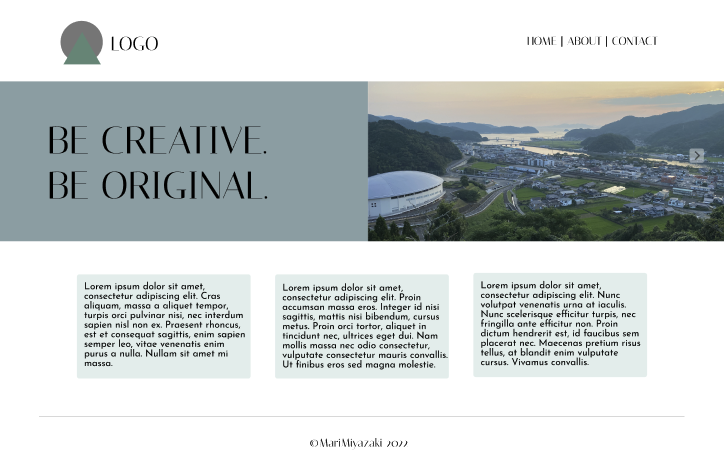 LOGO
HOME | ABOUT | CONTACT
BE CREATIVE.
BE ORIGINAL.
Lorem ipsum dolor sit amet,
consectetur adipiscing elit. Cras
aliquam, massa a aliquet tempor,
turpis orci pulvinar nisi, nec interdum
sapien nisl non ex. Praesent rhoncus,
est et consequat sagittis, enim sapien
semper leo, vitae venenatis enim
purus a nulla. Nullam sit amet mi
massa.
Lorem ipsum dolor sit amet,
consectetur adipiscing elit. Proin
accumsan massa eros. Integer id nisi
sagittis, mattis nisi bibendum, cursus
metus. Proin orci tortor, aliquet in
tincidunt nec, ultrices eget dui. Nam
mollis massa nec odio consectetur,
vulputate consectetur mauris convallis.
Ut finibus eros sed magna molestie.
Lorem ipsum dolor sit amet,
consectetur adipiscing elit. Nunc
volutpat venenatis urna at iaculis.
Nunc scelerisque efficitur turpis, nec
fringilla ante efficitur non. Proin
dictum hendrerit est, id faucibus sem
placerat nec. Maecenas pretium risus
tellus, at blandit enim vulputate
cursus. Vivamus convallis.
©MariMiyazaki 2022